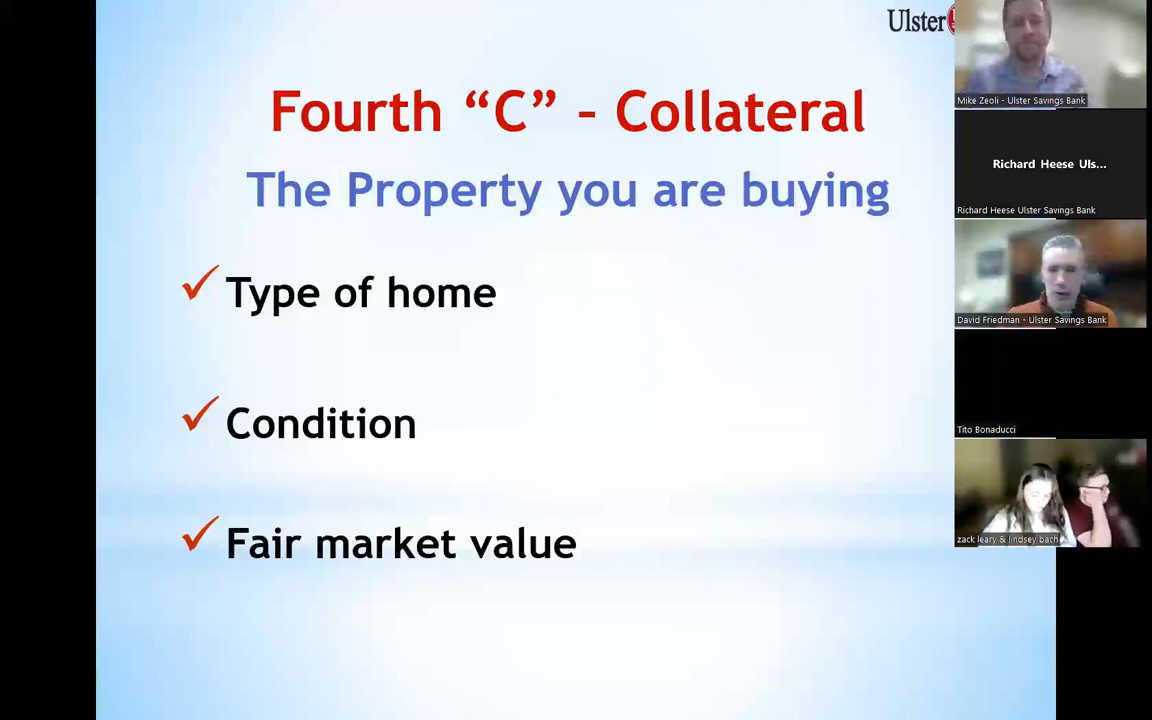 Ulster
Fourth “C” – Collateral
The Property you are buying
✓ Type of home
✓ Condition
✓ Fair market value
Mike Zeoli - Ulster Savings Bank
Richard Heese Uls...
Richard Heese Ulster Savings Bank
David Friedman - Ulster Savings Bank
Tito Bonaducci
zack leary & lindsey bach